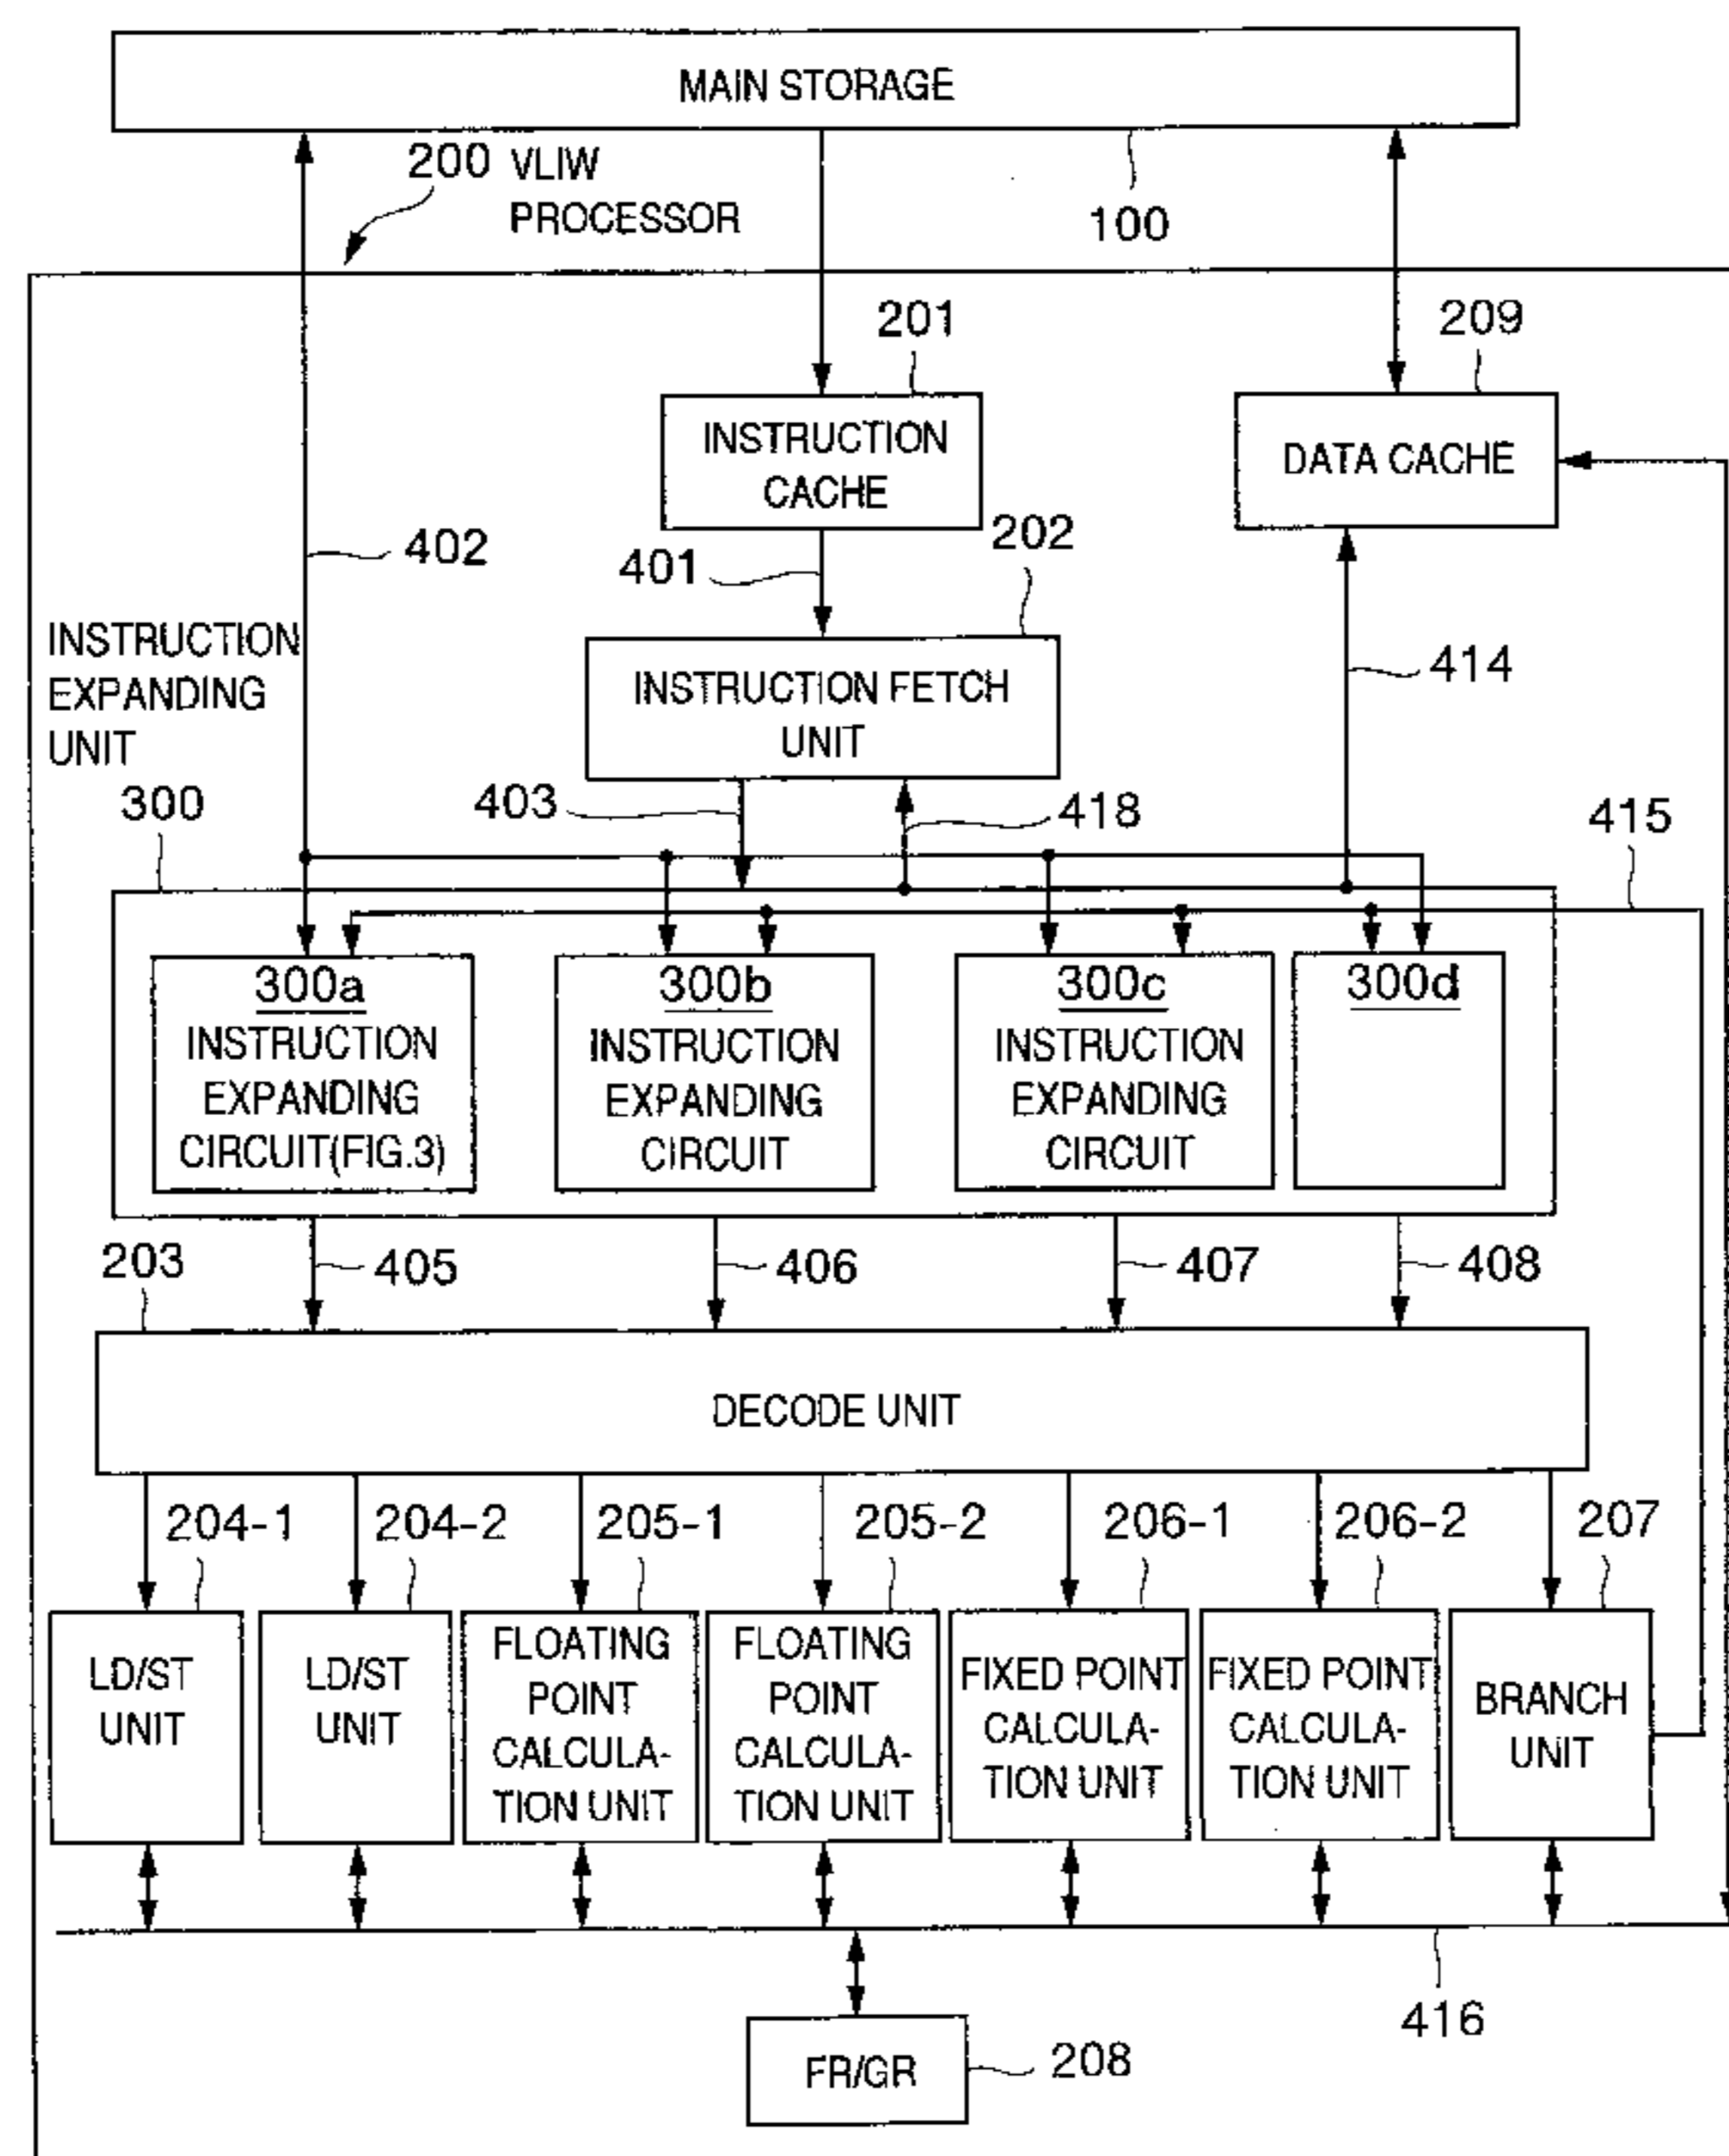 MAIN STORAGE
200 VLIW
PROCESSOR
100
201
209
INSTRUCTION
CACHE
DATA CACHE
402
401
202
INSTRUCTION
EXPANDING
UNIT
INSTRUCTION FETCH
UNIT
414
300
403
418
415
300a
INSTRUCTION
EXPANDING
CIRCUIT(FIG.3)
300b
INSTRUCTION
EXPANDING
CIRCUIT
300c
INSTRUCTION
EXPANDING
CIRCUIT
300d
203
405
406
407
408
DECODE UNIT
204-1
204-2
205-1
205-2
206-1
206-2
207
LD/ST
UNIT
LD/ST
UNIT
FLOATING
POINT
CALCULA-
TION UNIT
FLOATING
POINT
CALCULA-
TION UNIT
FIXED POINT
CALCULA-
TION UNIT
FIXED POINT
CALCULA-
TION UNIT
BRANCH
UNIT
416
FR/GR
208